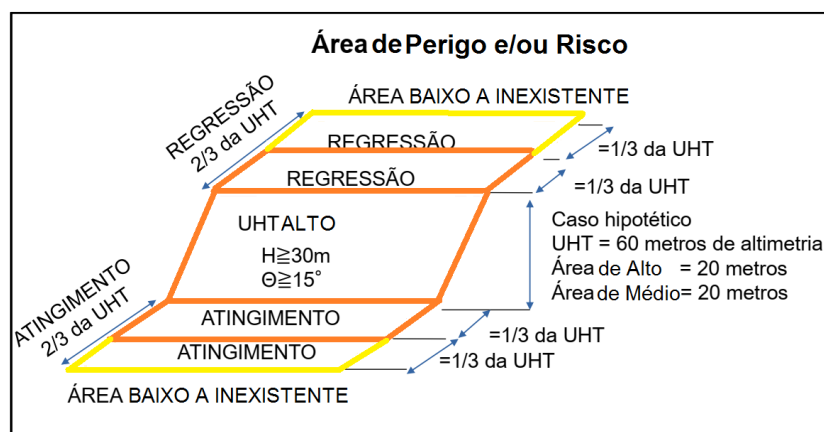 Área de Perigo e/ou Risco
REGRESSÃO
2/3 da UHT
ÁREA BAIXO A INEXISTENTE
REGRESSÃO
=1/3 da UHT
REGRESSÃO
=1/3 da UHT
UHT ALTO
H≧30m
Θ≧15°
Caso hipotético
UHT = 60 metros de altimetria
Área de Alto = 20 metros
Área de Médio= 20 metros
ATINGIMENTO
2/3 da UHT
ATINGIMENTO
=1/3 da UHT
ATINGIMENTO
=1/3 da UHT
ÁREA BAIXO A INEXISTENTE